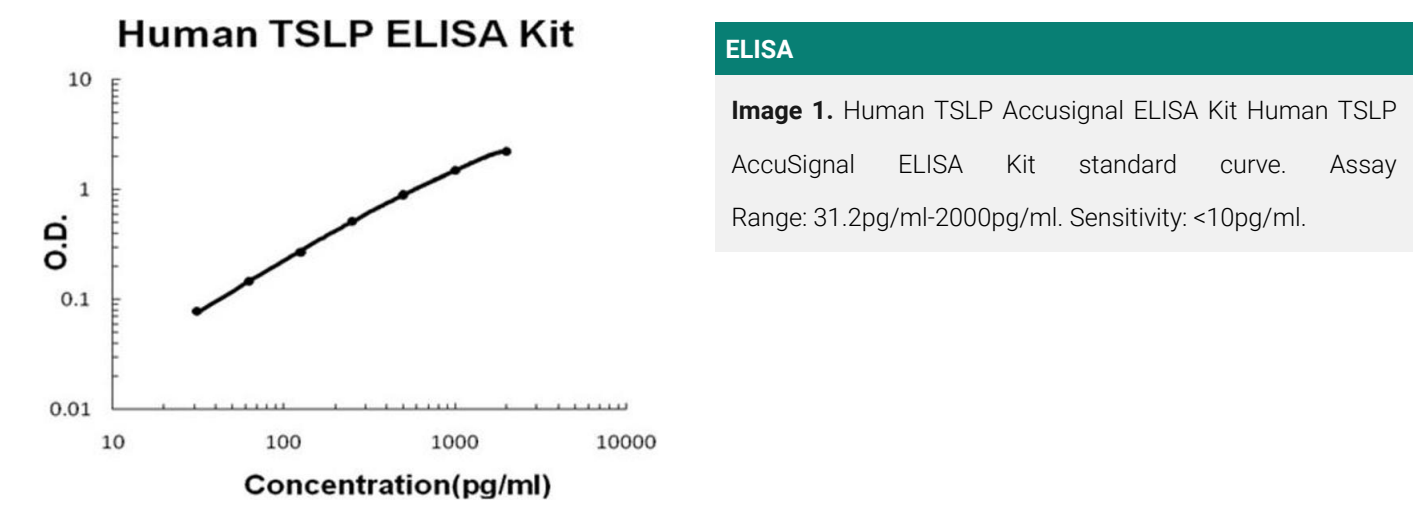 Human TSLP ELISA Kit
10
1
0.1
0.01
O.D.
10 100 1000 10000
Concentration(pg/ml)
ELISA
Image 1. Human TSLP Accusignal ELISA Kit Human TSLP
AccuSignal ELISA Kit standard curve. Assay
Range: 31.2pg/ml-2000pg/ml. Sensitivity: <10pg/ml.